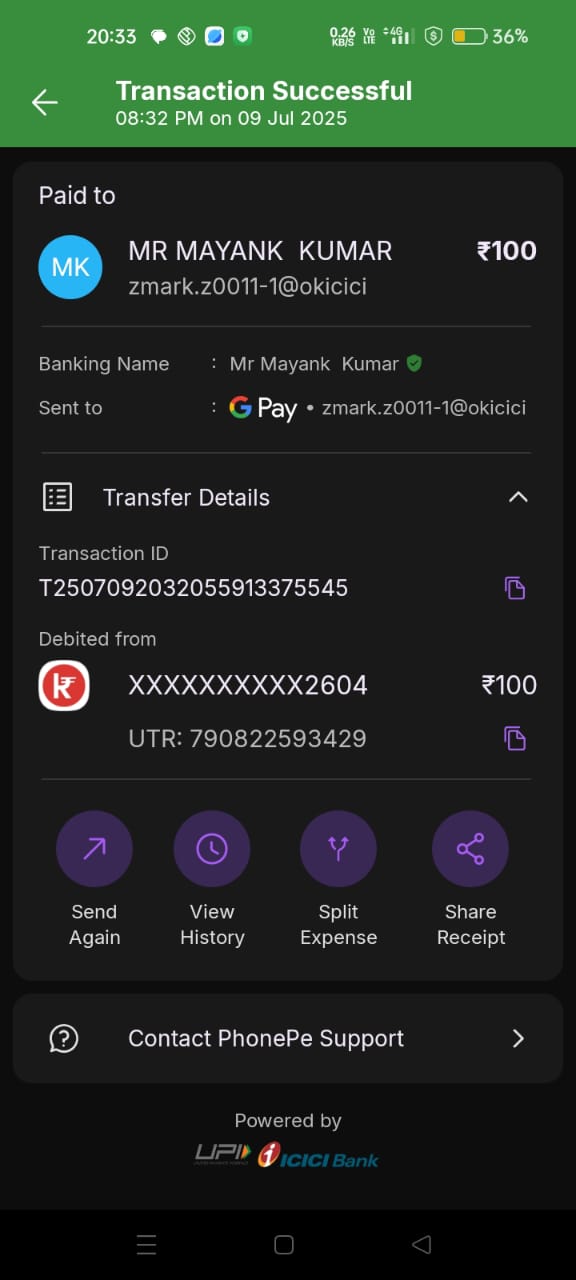 20:33 0.26 KB/S Vo LTE 4G 36%
Transaction Successful
08:32 PM on 09 Jul 2025
Paid to
MK MR MAYANK KUMAR ₹100
zmark.z0011-1@okicici
Banking Name : Mr Mayank Kumar
Sent to : G Pay • zmark.z0011-1@okicici
Transfer Details
Transaction ID
T2507092032055913375545
Debited from
XXXXXXXXXX2604 ₹100
UTR: 790822593429
Send Again
View History
Split Expense
Share Receipt
Contact PhonePe Support
Powered by
UPI ICICI Bank